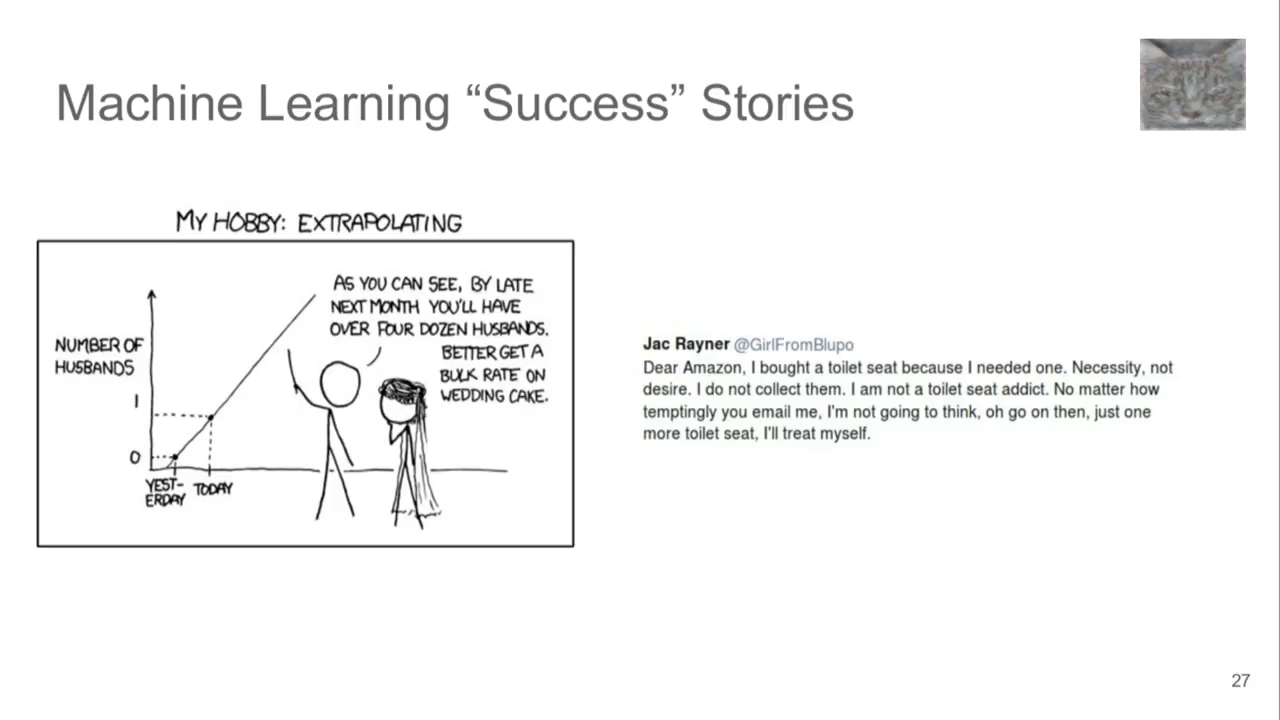 Machine Learning “Success” Stories
MY HOBBY: EXTRAPOLATING
AS YOU CAN SEE, BY LATE
NEXT MONTH YOU'LL HAVE
OVER FOUR DOZEN HUSBANDS.
BETTER GET A
BULK RATE ON
WEDDING CAKE.
NUMBER OF
HUSBANDS
1
0
YEST-
ERDAY
TODAY
Jac Rayner @GirlFromBlupo
Dear Amazon, I bought a toilet seat because I needed one. Necessity, not
desire. I do not collect them. I am not a toilet seat addict. No matter how
temptingly you email me, I'm not going to think, oh go on then, just one
more toilet seat, I'll treat myself.
27